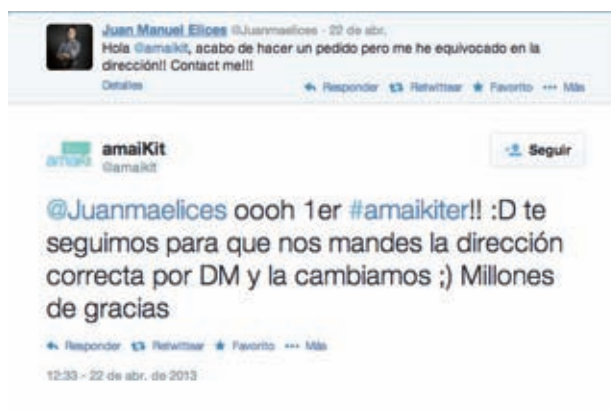 Juan Manuel Elices @Juanmaelices · 22 de abr.
Hola @amaikit, acabo de hacer un pedido pero me he equivocado en la
dirección!! Contact me!!!
Detalles Responder Retwittear Favorito Más
amaiKit
@amaikit
Seguir
@Juanmaelices oooh 1er #amaikiter!! :D te
seguimos para que nos mandes la dirección
correcta por DM y la cambiamos ;) Millones
de gracias
Responder Retwittear Favorito Más
12:33 - 22 de abr. de 2013